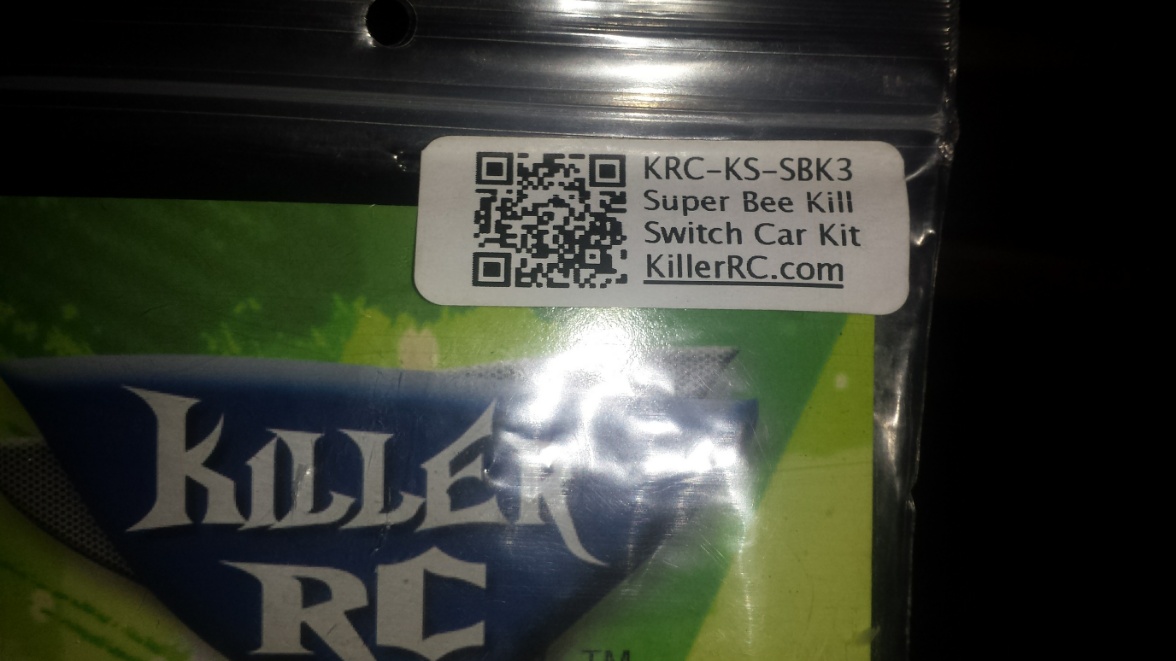 KRC-KS-SBK3
Super Bee Kill
Switch Car Kit
KillerRC.com
KILLER
RC
TM